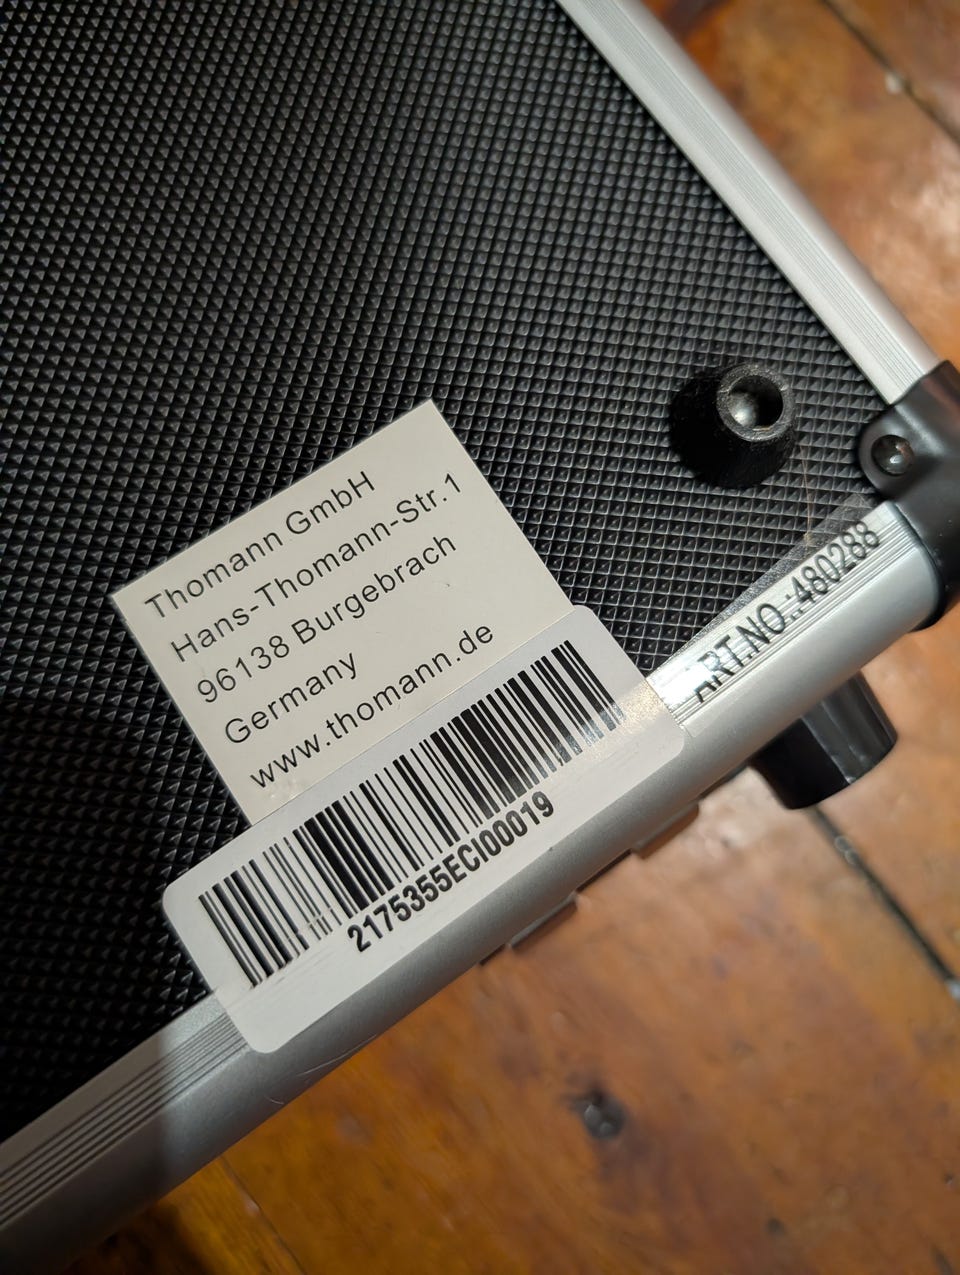 Thomann GmbH
Hans-Thomann-Str.1
96138 Burgebrach
Germany
www.thomann.de
2175355ECI00019
ART.NO.:480288